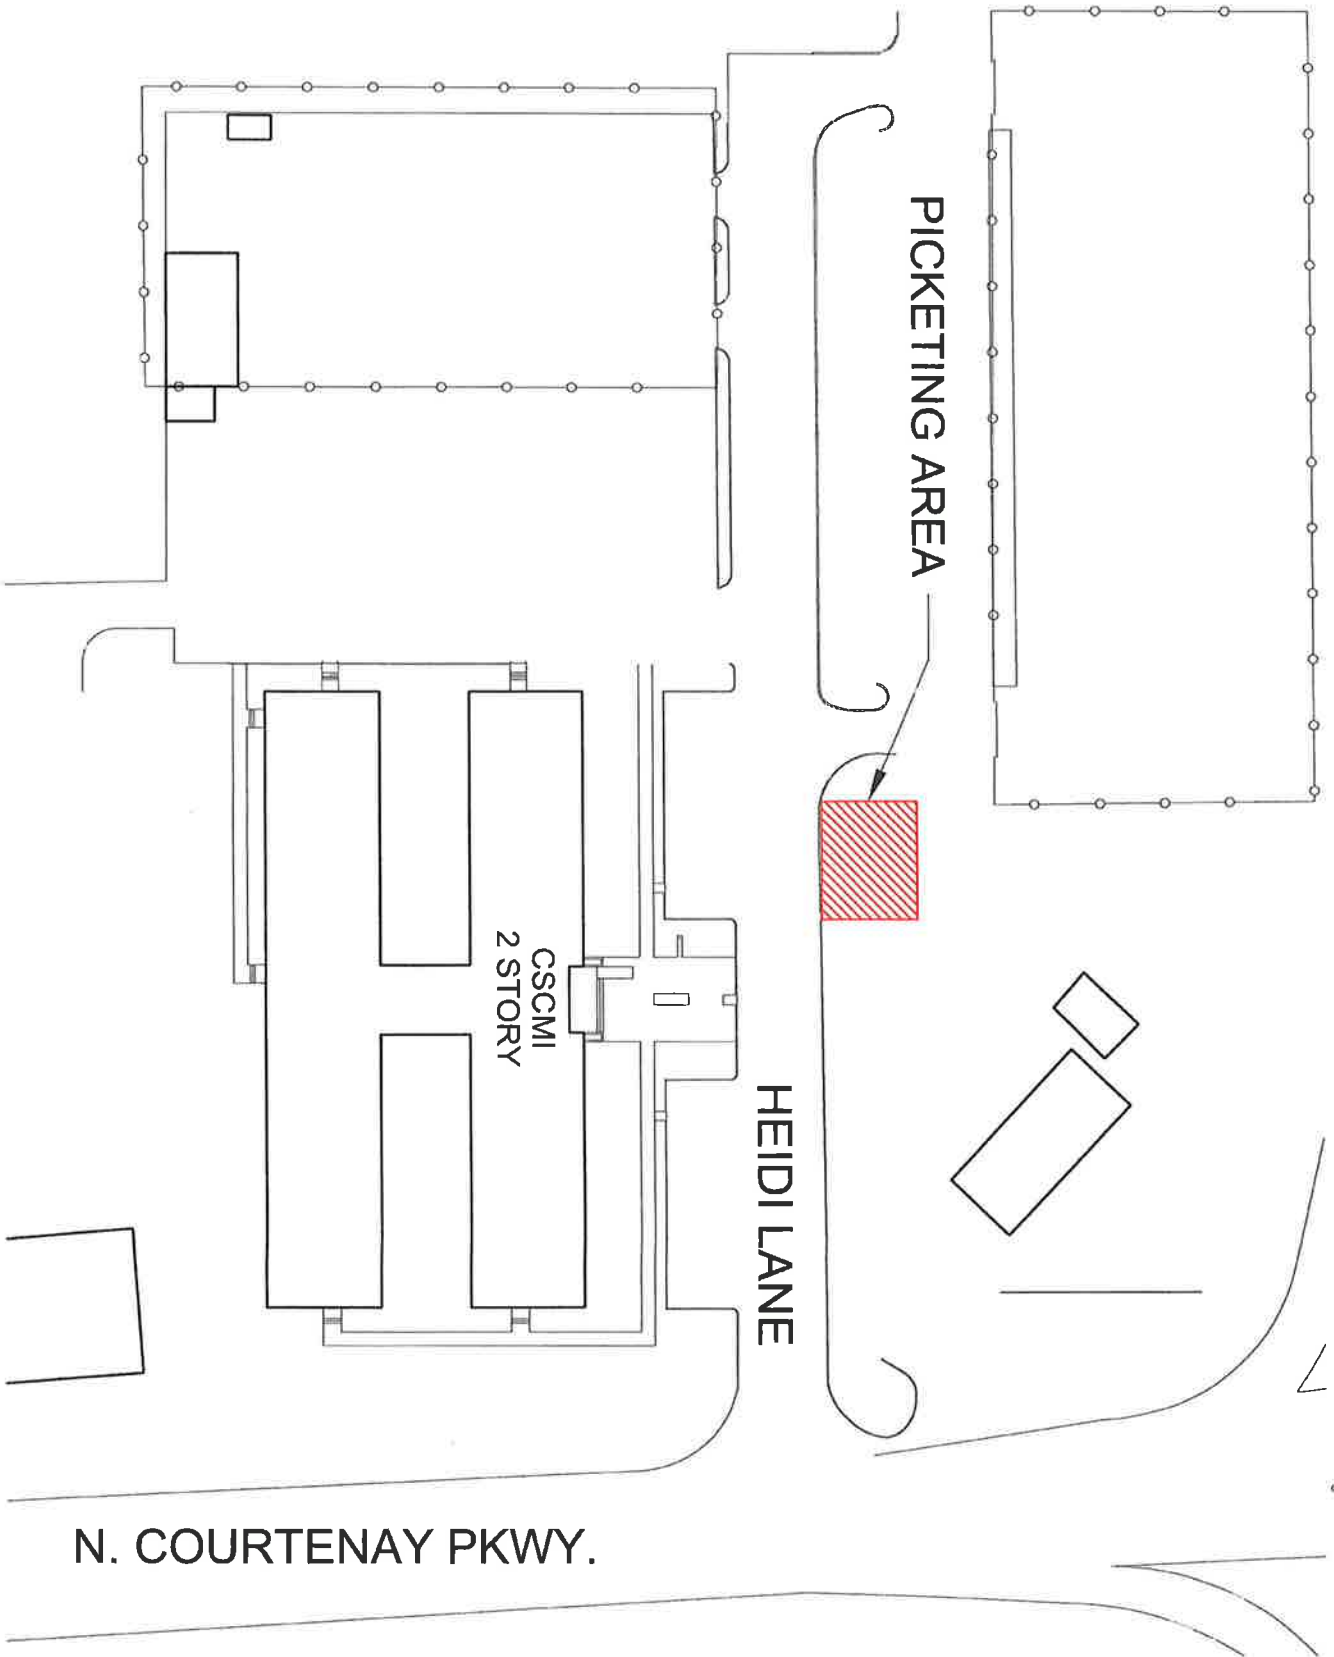 PICKETING AREA
CSCMI
2 STORY
HEIDI LANE
N. COURTENAY PKWY.